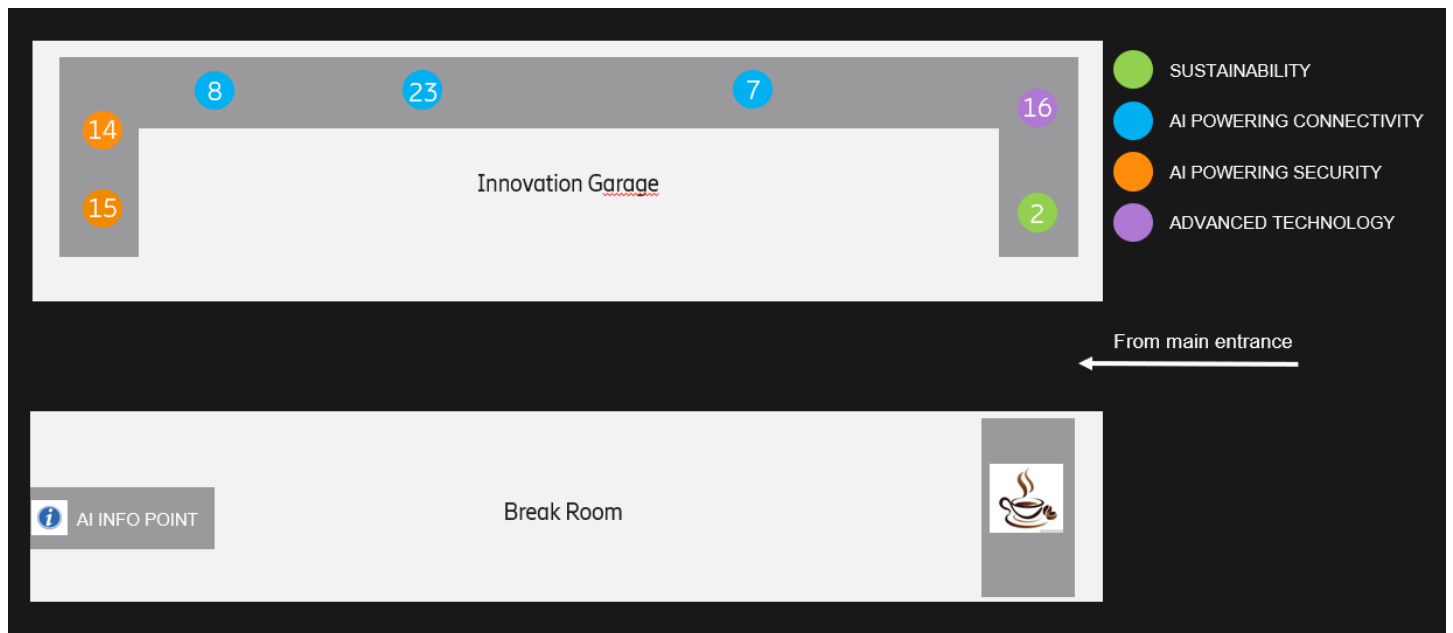 8
23
7
16
14
15
2
Innovation Garage
SUSTAINABILITY
AI POWERING CONNECTIVITY
AI POWERING SECURITY
ADVANCED TECHNOLOGY
From main entrance
i AI INFO POINT
Break Room